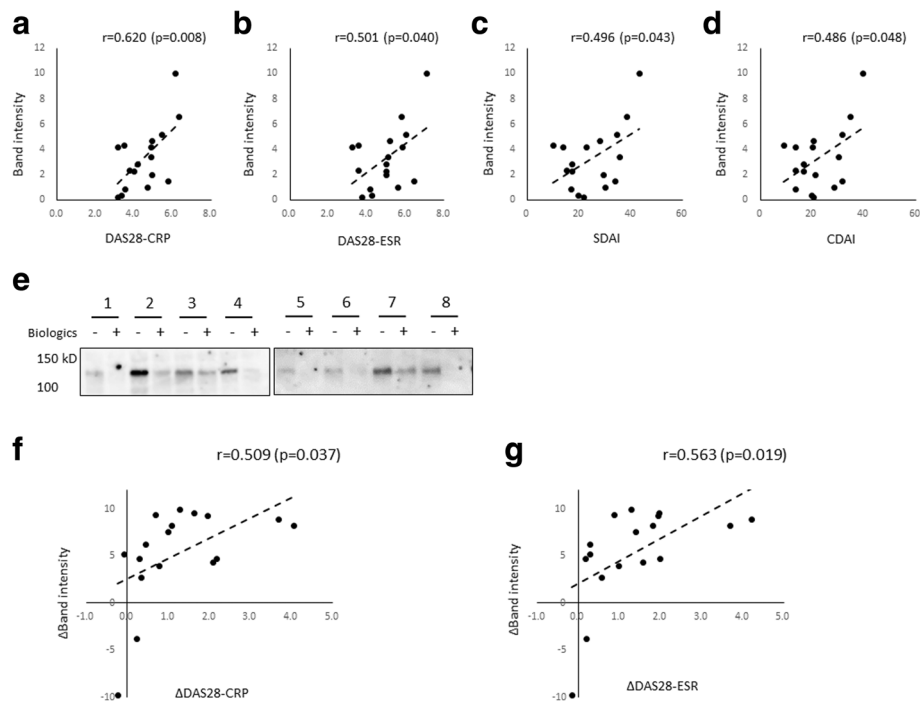 a b c d
r=0.620 (p=0.008) r=0.501 (p=0.040) r=0.496 (p=0.043) r=0.486 (p=0.048)
12 12 12 12
10 10 10 10
8 8 8 8
6 6 6 6
4 4 4 4
2 2 2 2
0 0 0 0
Band intensity Band intensity Band intensity Band intensity
0.0 2.0 4.0 6.0 8.0 0.0 2.0 4.0 6.0 8.0 0 20 40 60 0 20 40 60
DAS28-CRP DAS28-ESR SDAI CDAI
e
1 2 3 4 5 6 7 8
Biologics - + - + - + - + - + - + - + - +
150 kD
100
f g
r=0.509 (p=0.037) r=0.563 (p=0.019)
10 10
5 5
0 0
-5 -5
-10 -10
ΔBand intensity ΔBand intensity
-1.0 0.0 1.0 2.0 3.0 4.0 5.0 -1.0 0.0 1.0 2.0 3.0 4.0 5.0
ΔDAS28-CRP ΔDAS28-ESR